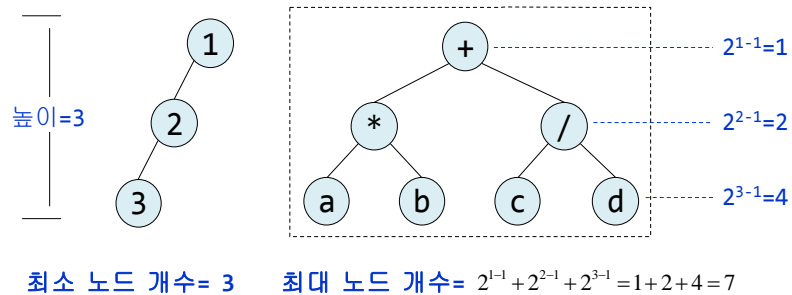 높이=3
1
2
3
+
*
/
a
b
c
d
2¹⁻¹=1
2²⁻¹=2
2³⁻¹=4
최소 노드 개수= 3
최대 노드 개수= 2¹⁻¹+2²⁻¹+2³⁻¹=1+2+4=7